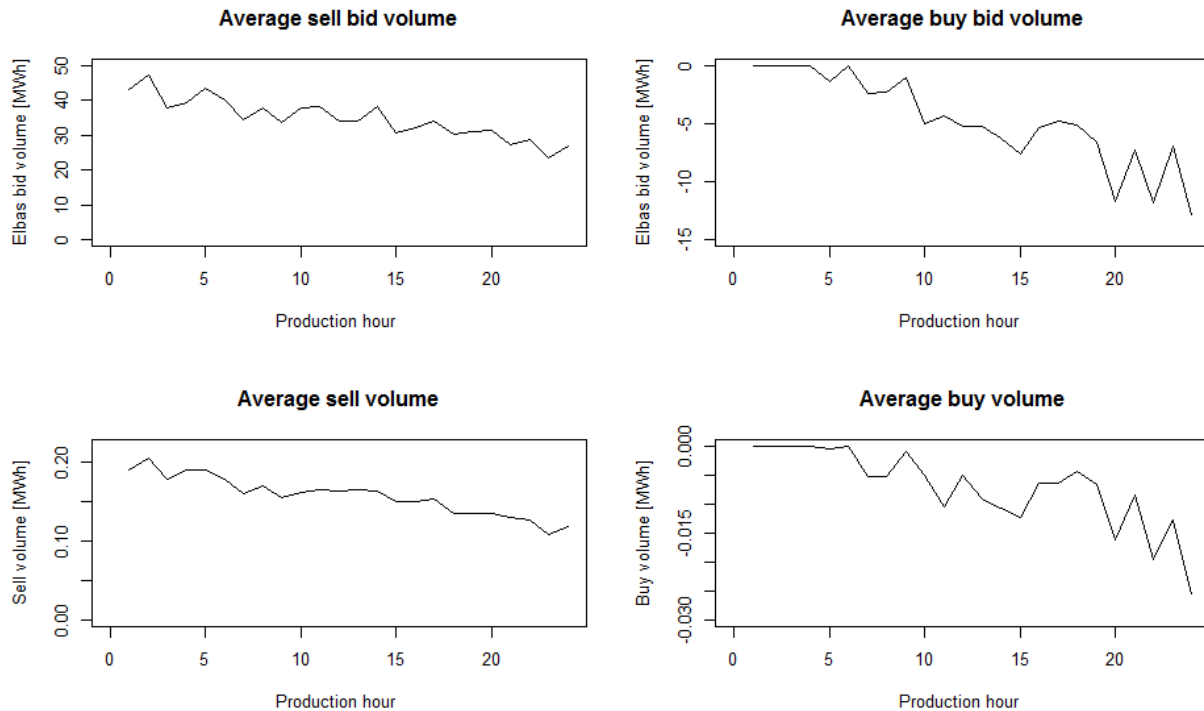 Average sell bid volume
Elbas bid volume [MWh]
50
40
30
20
10
0
0 5 10 15 20
Production hour
Average buy bid volume
Elbas bid volume [MWh]
0
-5
-10
-15
0 5 10 15 20
Production hour
Average sell volume
Sell volume [MWh]
0.20
0.10
0.00
0 5 10 15 20
Production hour
Average buy volume
Buy volume [MWh]
0.000
-0.015
-0.030
0 5 10 15 20
Production hour